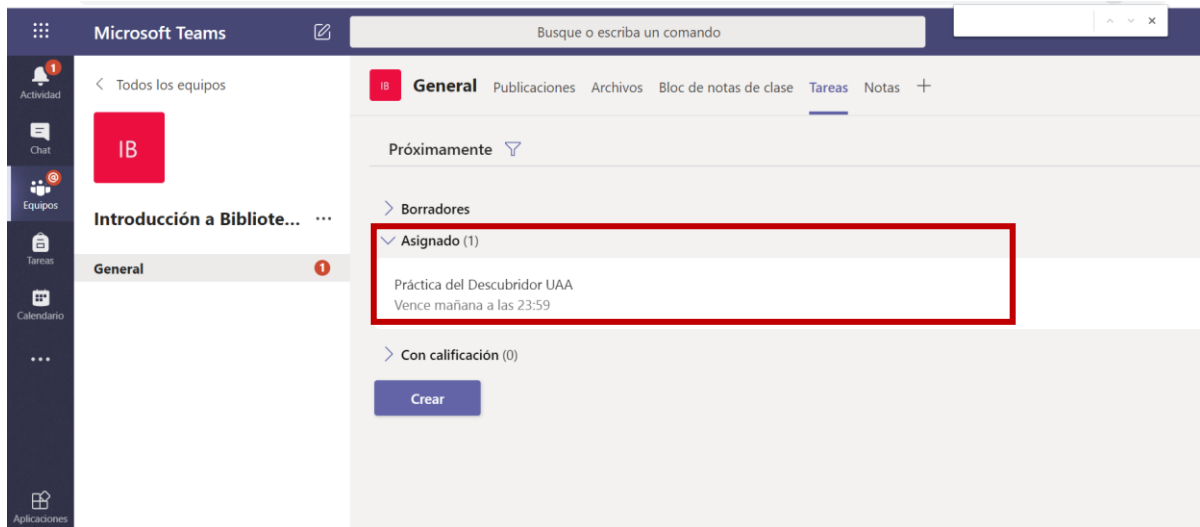 Microsoft Teams
Busque o escriba un comando
1
Actividad
Chat
@
Equipos
Tareas
Calendario
Aplicaciones
Todos los equipos
IB
Introducción a Bibliote... ...
General 1
IB General Publicaciones Archivos Bloc de notas de clase Tareas Notas +
Próximamente
Borradores
Asignado (1)
Práctica del Descubridor UAA
Vence mañana a las 23:59
Con calificación (0)
Crear